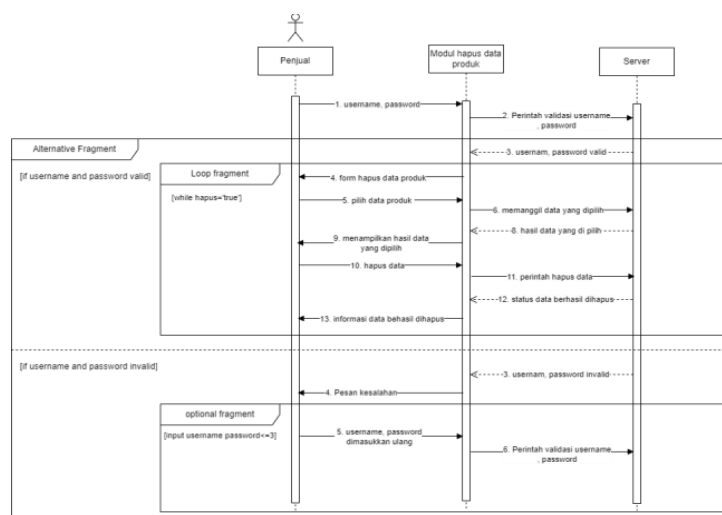 Penjual
Modul hapus data
produk
Server
1. username, password
2. Perintah validasi username
, password
Alternative Fragment
3. usernam, password valid
[if username and password valid]
Loop fragment
4. form hapus data produk
[while hapus='true']
5. pilih data produk
6. memanggil data yang dipilih
8. hasil data yang di pilih
9. menampilkan hasil data
yang dipilih
10. hapus data
11. perintah hapus data
12. status data berhasil dihapus
13. informasi data behasil dihapus
[if username and password invalid]
3. usernam, password invalid
4. Pesan kesalahan
optional fragment
[input username password<=3]
5. username, password
dimasukkan ulang
6. Perintah validasi username
, password